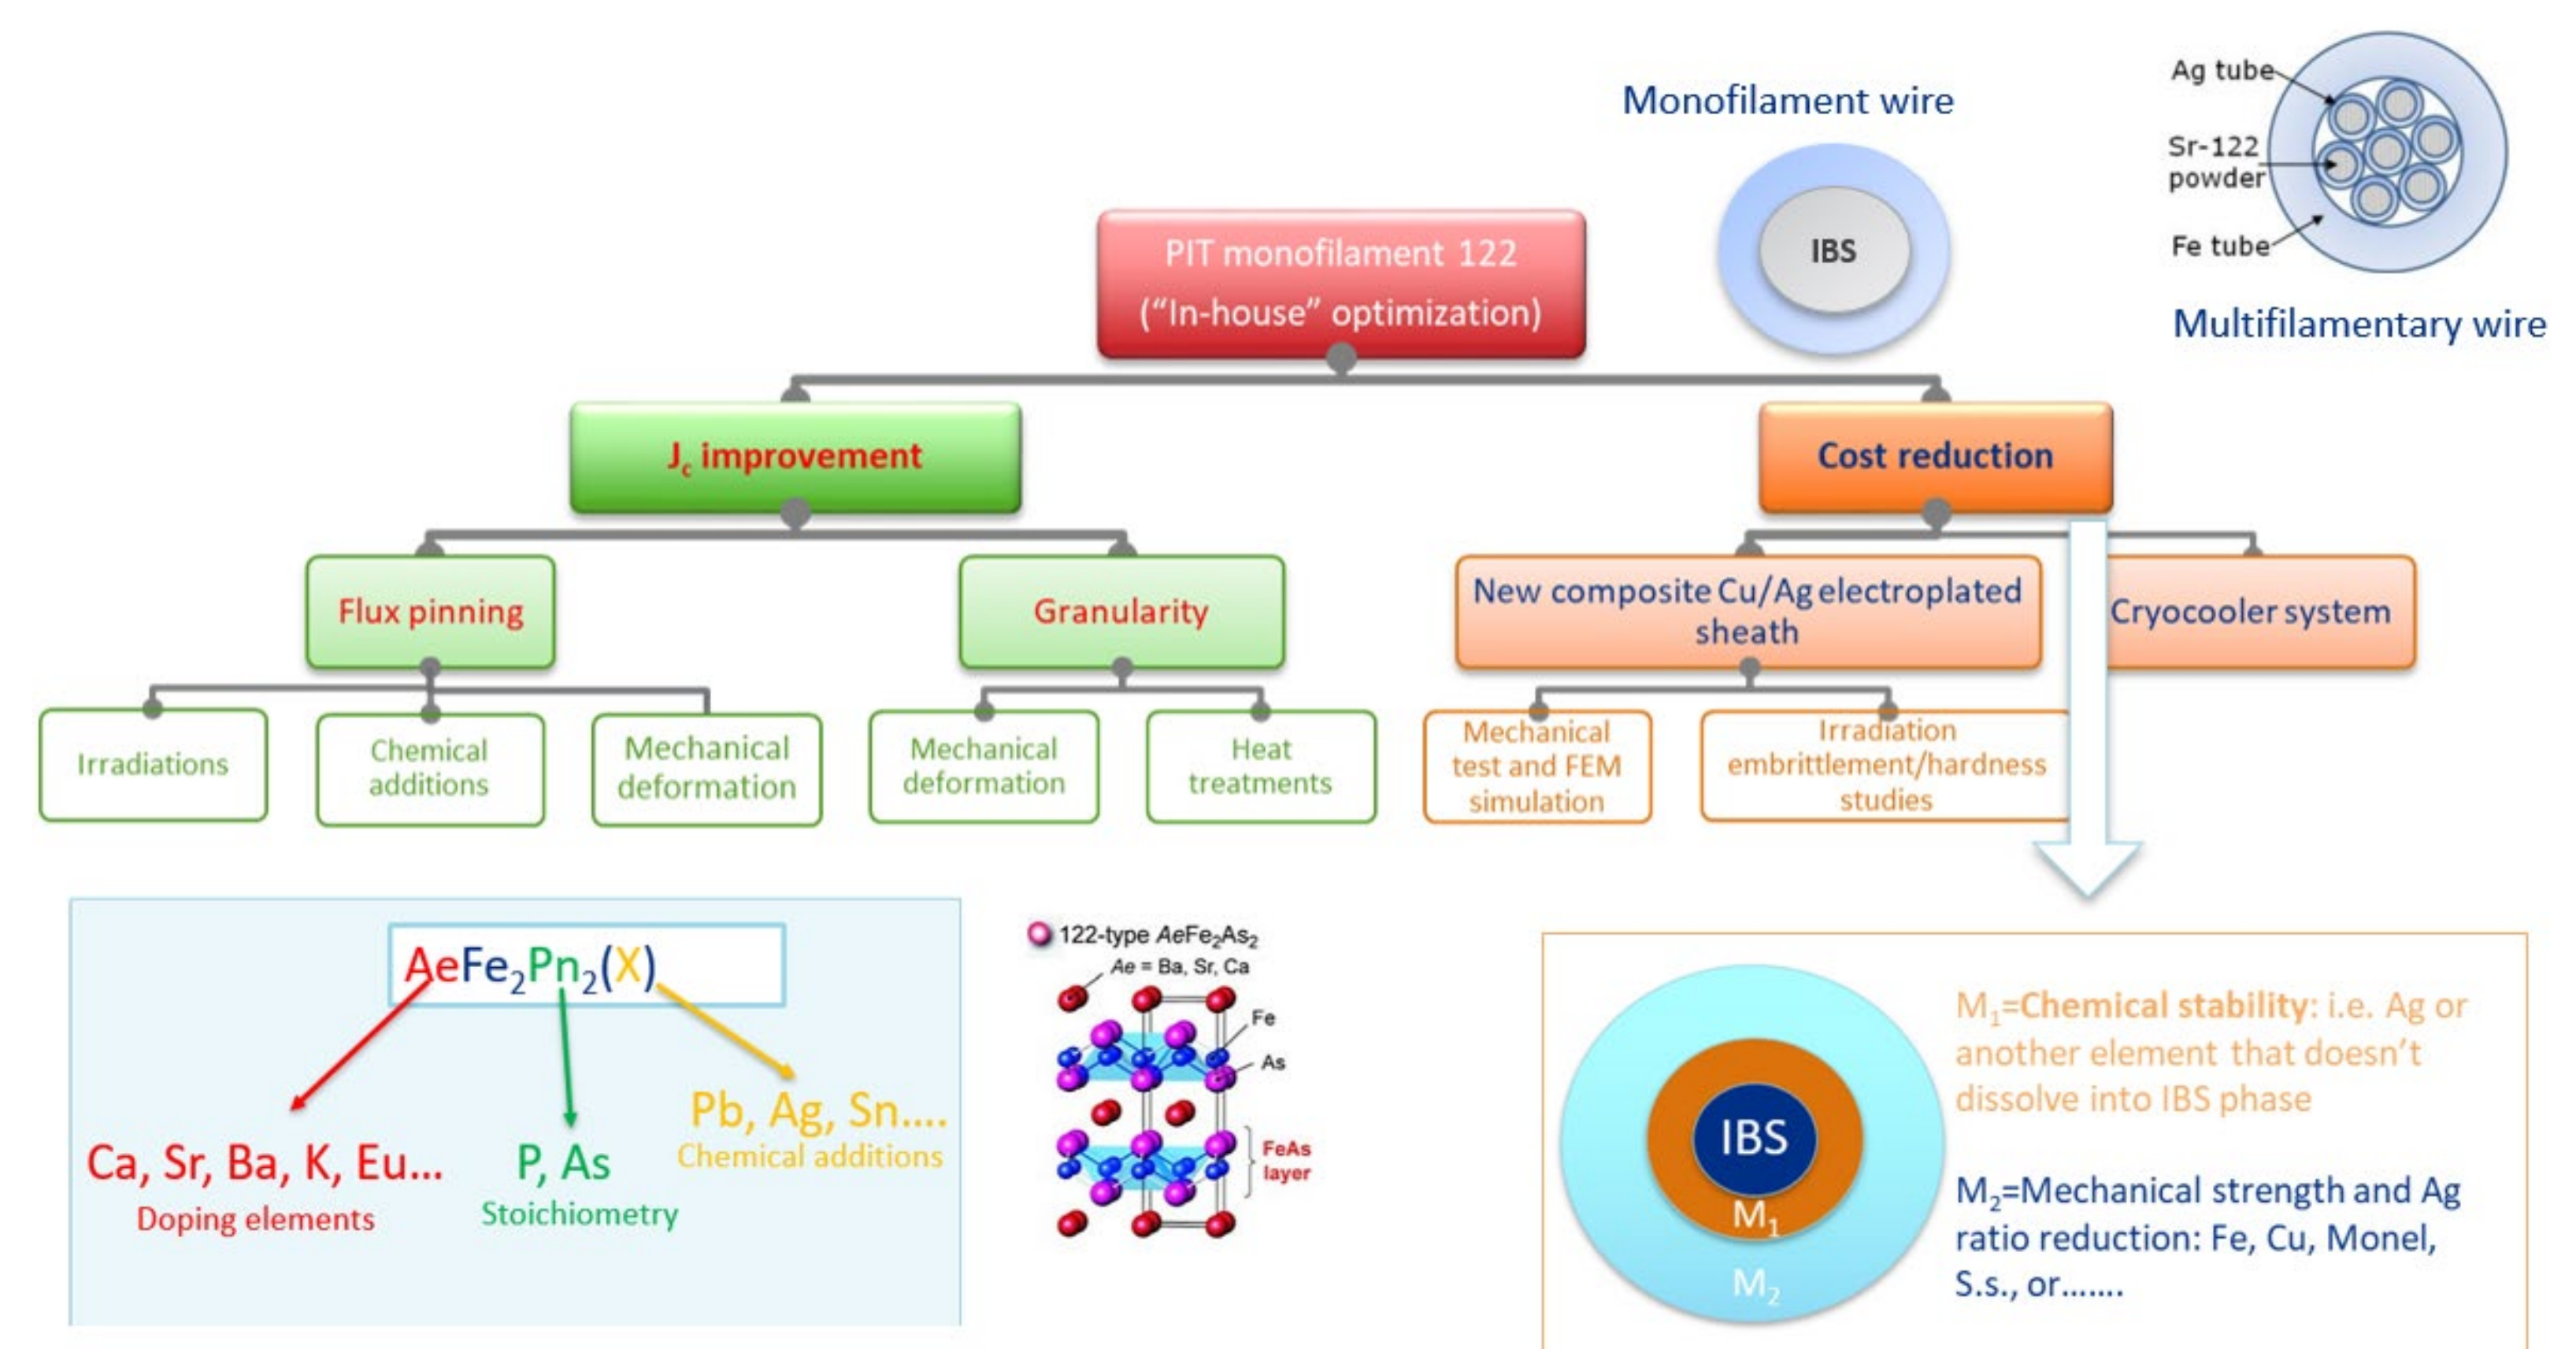 Monofilament wire
IBS
Ag tube
Sr-122
powder
Fe tube
Multifilamentary wire
PIT monofilament 122
(“In-house” optimization)
Jc improvement
Cost reduction
Flux pinning
Granularity
New composite Cu/Ag electroplated
sheath
Cryocooler system
Irradiations
Chemical
additions
Mechanical
deformation
Mechanical
deformation
Heat
treatments
Mechanical
test and FEM
simulation
Irradiation
embrittlement/hardness
studies
AeFe2Pn2(X)
Ca, Sr, Ba, K, Eu...
Doping elements
P, As
Stoichiometry
Pb, Ag, Sn....
Chemical additions
122-type AeFe2As2
Ae = Ba, Sr, Ca
Fe
As
FeAs
layer
IBS
M1
M2
M1=Chemical stability: i.e. Ag or
another element that doesn’t
dissolve into IBS phase
M2=Mechanical strength and Ag
ratio reduction: Fe, Cu, Monel,
S.s., or.......